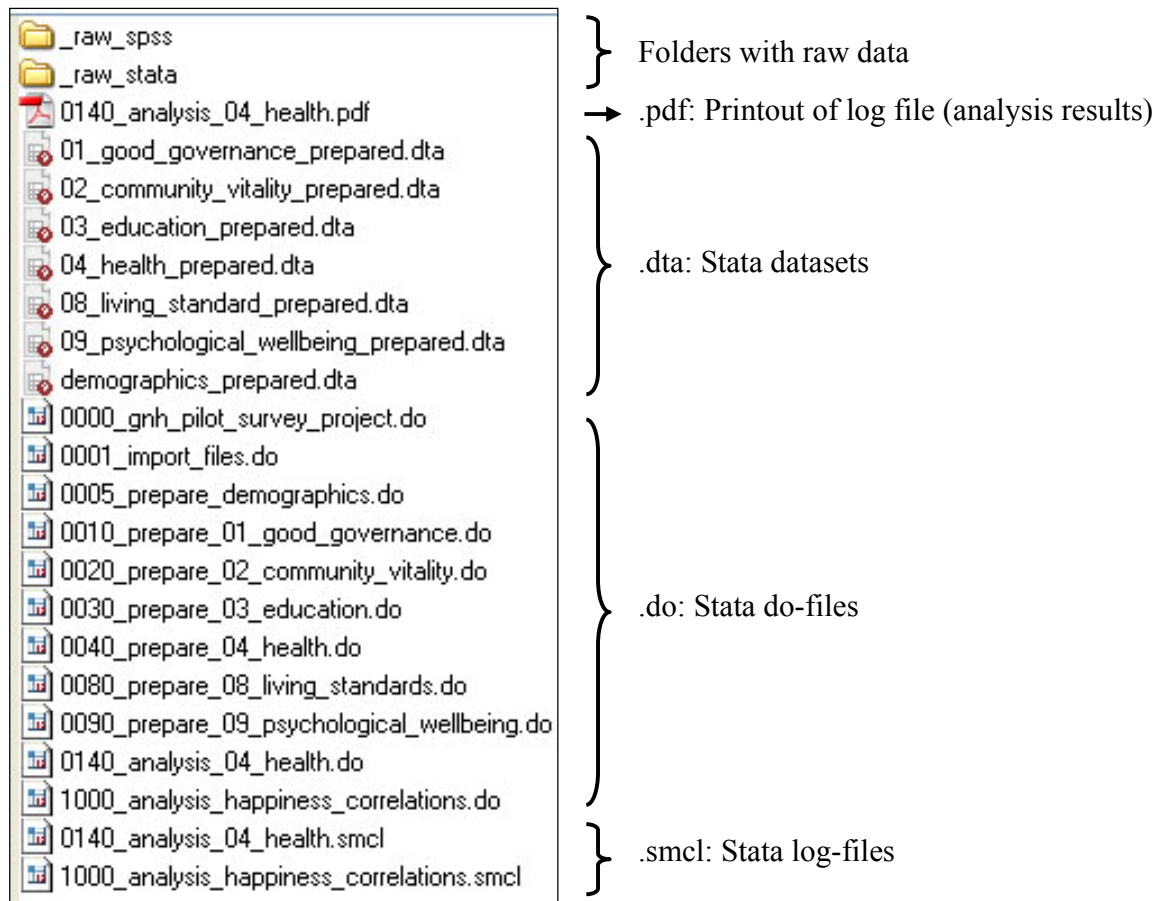 _raw_spss
_raw_stata
0140_analysis_04_health.pdf
01_good_governance_prepared.dta
02_community_vitality_prepared.dta
03_education_prepared.dta
04_health_prepared.dta
08_living_standard_prepared.dta
09_psychological_wellbeing_prepared.dta
demographics_prepared.dta
0000_gnh_pilot_survey_project.do
0001_import_files.do
0005_prepare_demographics.do
0010_prepare_01_good_governance.do
0020_prepare_02_community_vitality.do
0030_prepare_03_education.do
0040_prepare_04_health.do
0080_prepare_08_living_standards.do
0090_prepare_09_psychological_wellbeing.do
0140_analysis_04_health.do
1000_analysis_happiness_correlations.do
0140_analysis_04_health.smcl
1000_analysis_happiness_correlations.smcl
Folders with raw data
.pdf: Printout of log file (analysis results)
.dta: Stata datasets
.do: Stata do-files
.smcl: Stata log-files